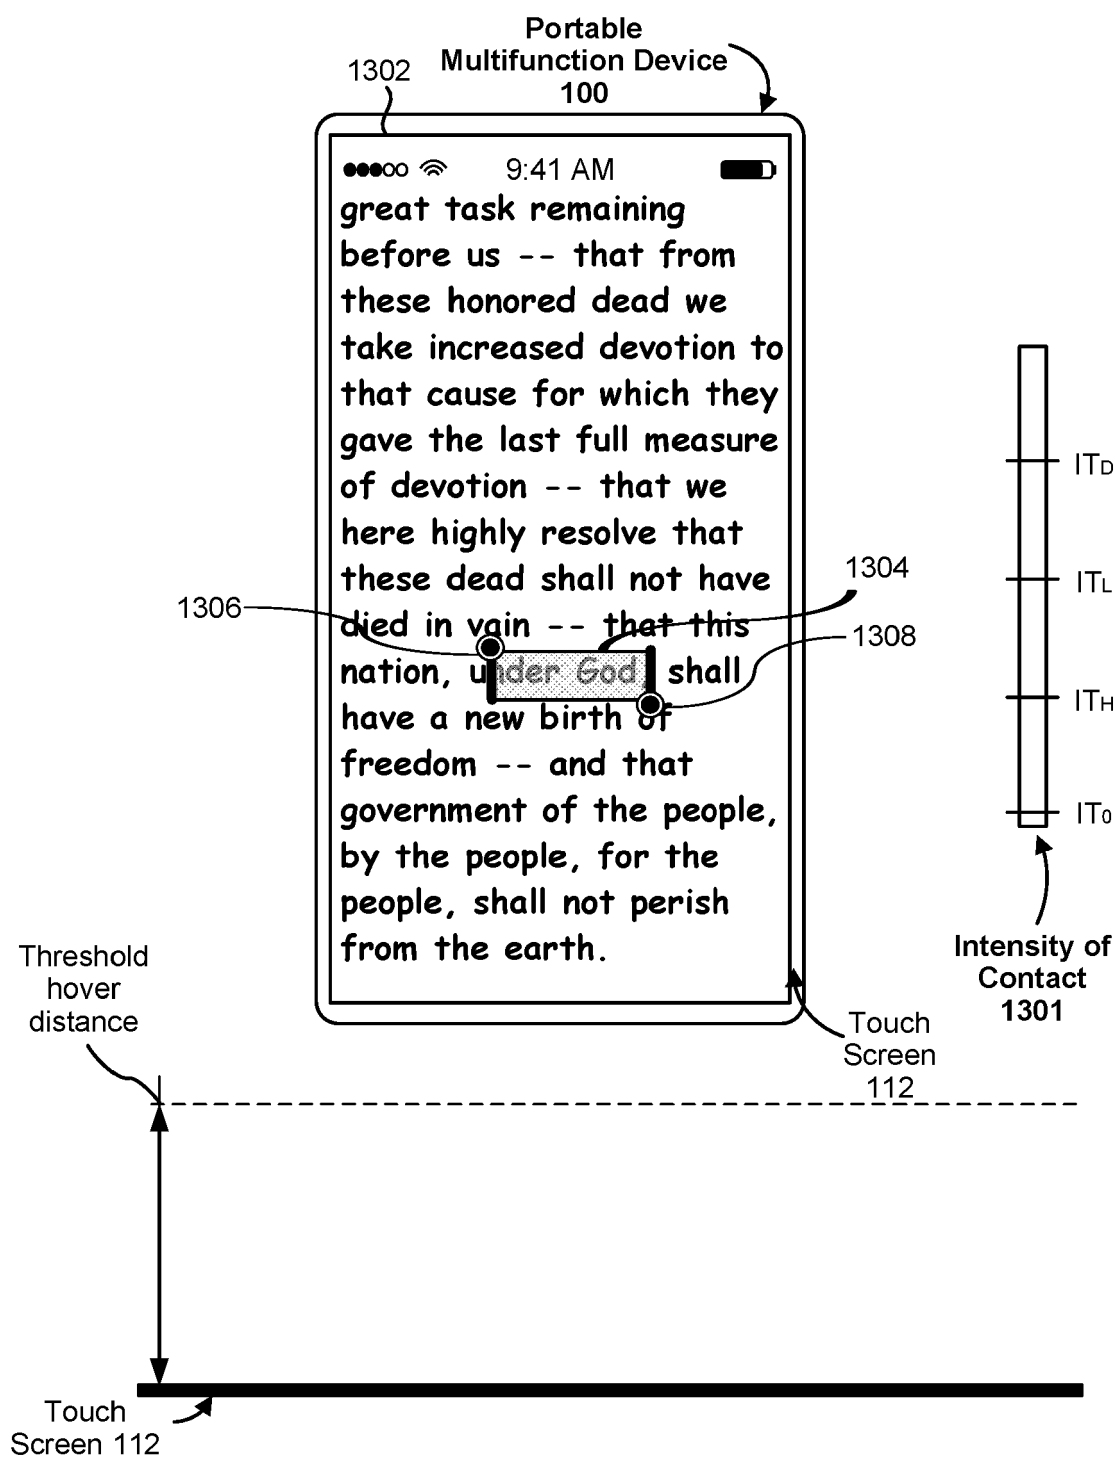 Portable
Multifunction Device
100
1302
9:41 AM
great task remaining
before us -- that from
these honored dead we
take increased devotion to
that cause for which they
gave the last full measure
of devotion -- that we
here highly resolve that
these dead shall not have
died in vain -- that this
nation, under God, shall
have a new birth of
freedom -- and that
government of the people,
by the people, for the
people, shall not perish
from the earth.
1304
1306
1308
ITD
ITL
ITH
IT0
Intensity of
Contact
1301
Threshold
hover
distance
Touch
Screen
112
Touch
Screen 112